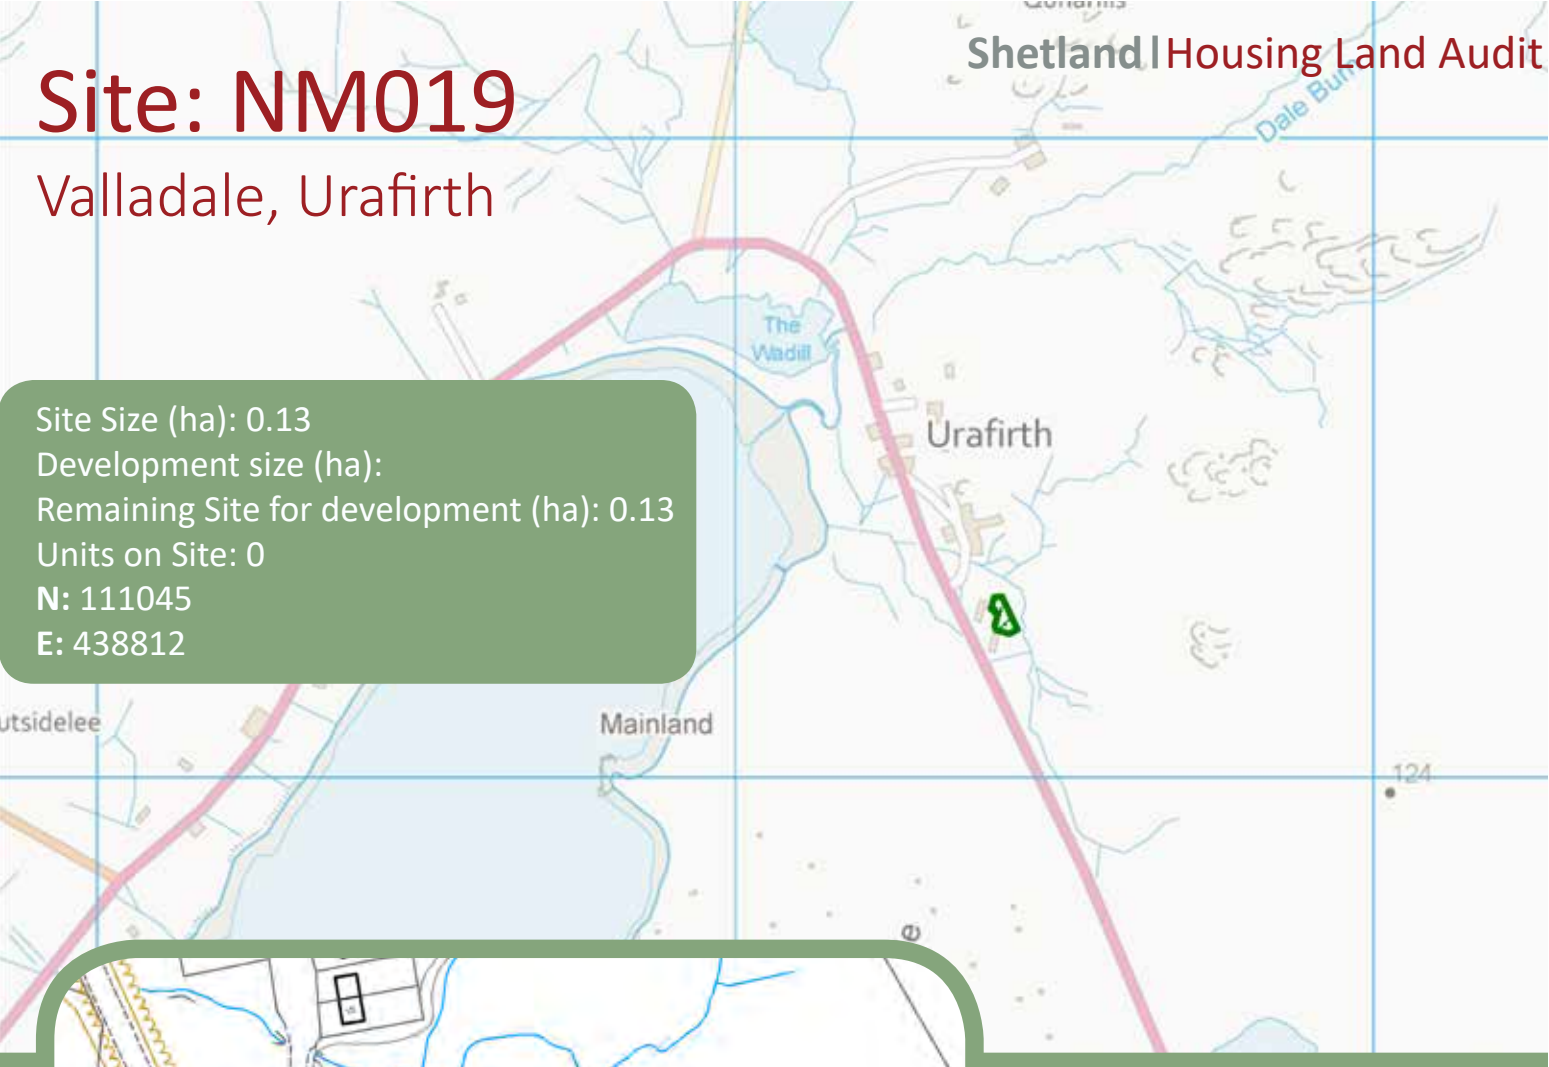 Shetland|Housing Land Audit
Site: NM019
Valladale, Urafirth
Dale Burn
The
Wadill
Urafirth
Site Size (ha): 0.13
Development size (ha):
Remaining Site for development (ha): 0.13
Units on Site: 0
N: 111045
E: 438812
utsidelee
Mainland
124
e